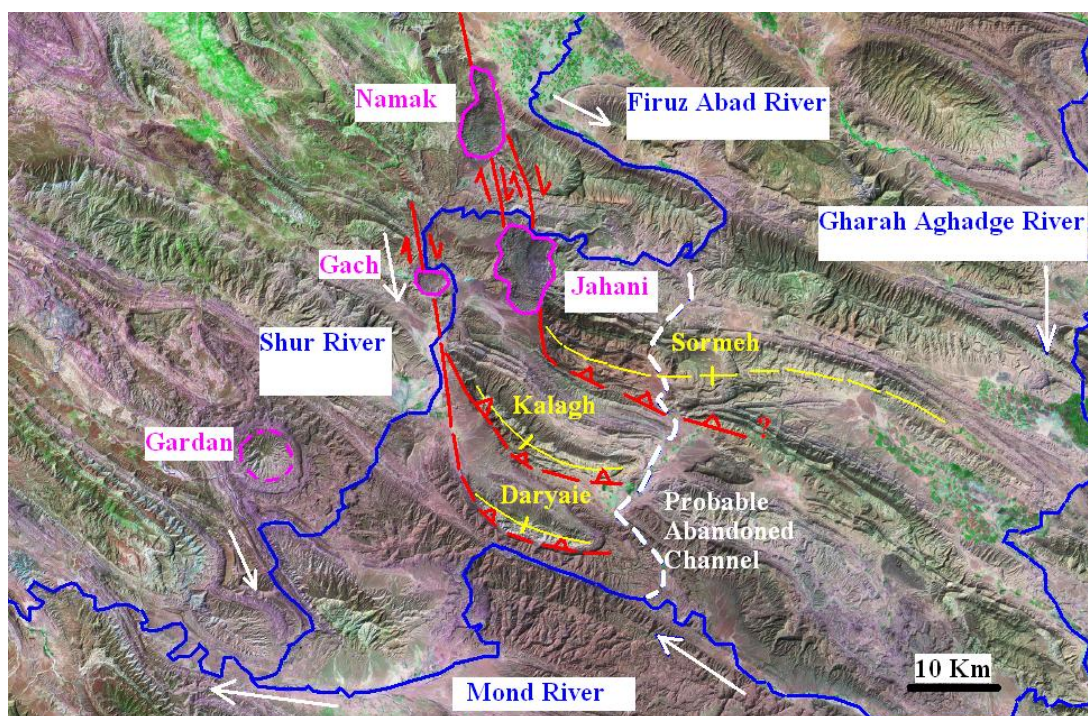 Namak
Firuz Abad River
Gharah Aghadge River
Gach
Jahani
Shur River
Sormeh
Kalagh
Gardan
?
Daryaie
Probable
Abandoned
Channel
10 Km
Mond River